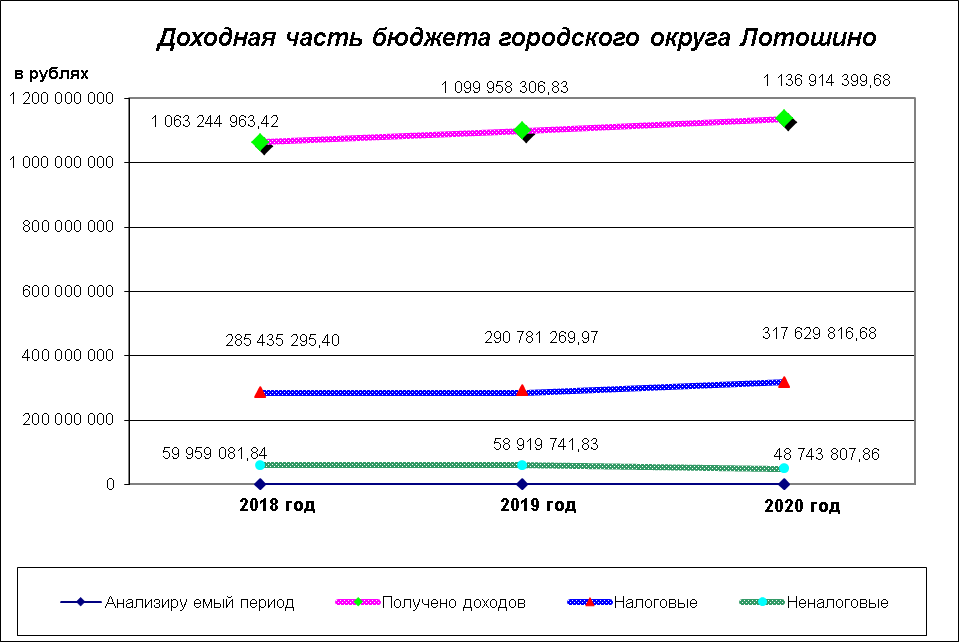 Доходная часть бюджета городского округа Лотошино
в рублях
1 200 000 000
1 000 000 000
800 000 000
600 000 000
400 000 000
200 000 000
0
1 063 244 963,42
1 099 958 306,83
1 136 914 399,68
285 435 295,40
290 781 269,97
317 629 816,68
59 959 081,84
58 919 741,83
48 743 807,86
2018 год
2019 год
2020 год
Анализиру емый период
Получено доходов
Налоговые
Неналоговые